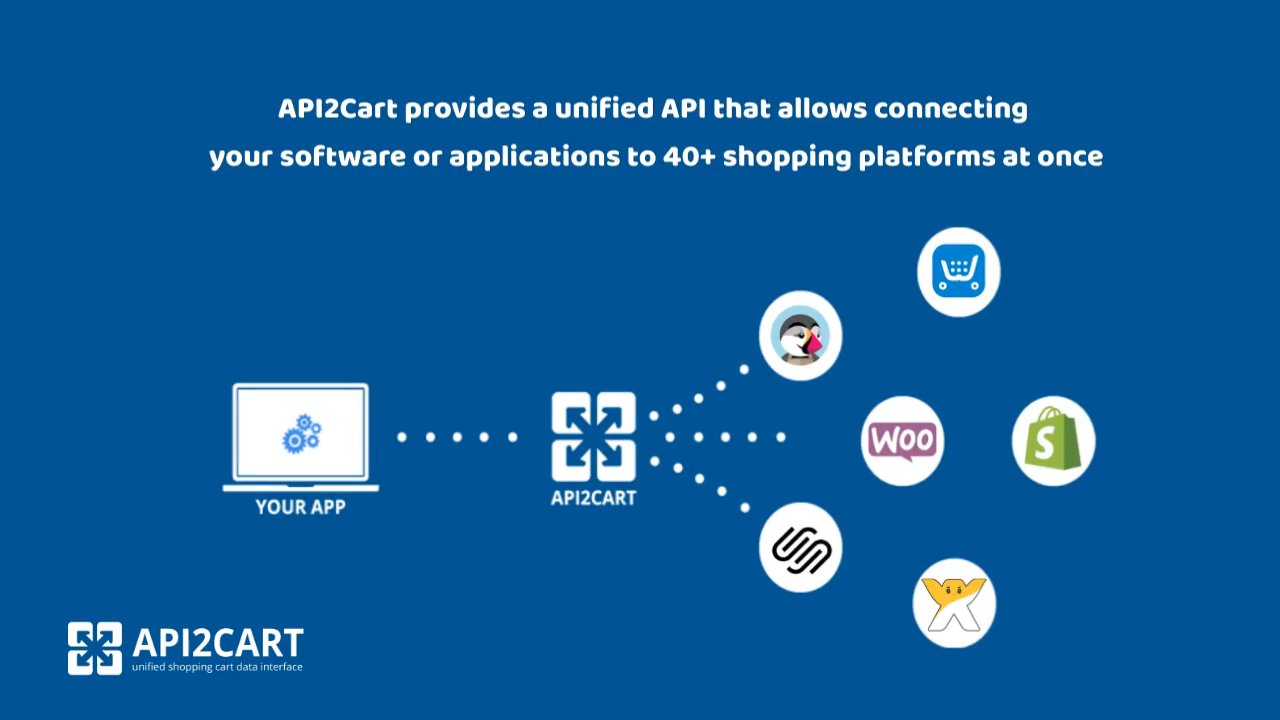 API2Cart provides a unified API that allows connecting
your software or applications to 40+ shopping platforms at once
WOO
S
YOUR APP
API2CART
API2CART
unified shopping cart data interface